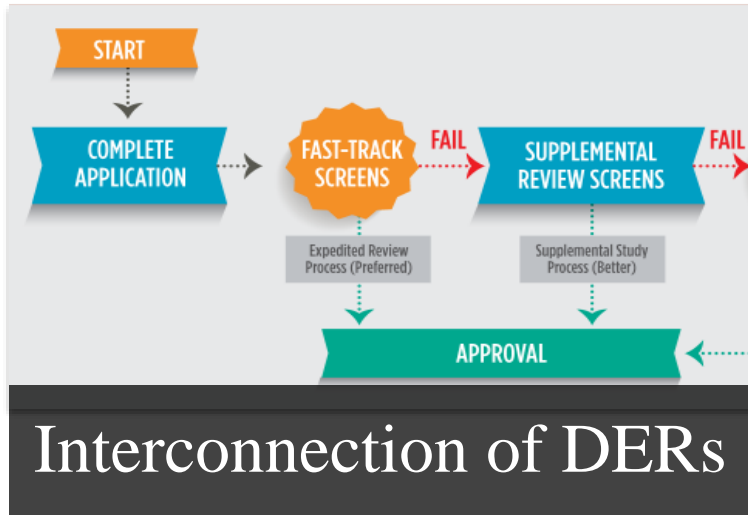 START
COMPLETE
APPLICATION
FAST-TRACK
SCREENS
FAIL
SUPPLEMENTAL
REVIEW SCREENS
FAIL
Expedited Review
Process (Preferred)
Supplemental Study
Process (Better)
APPROVAL
Interconnection of DERs